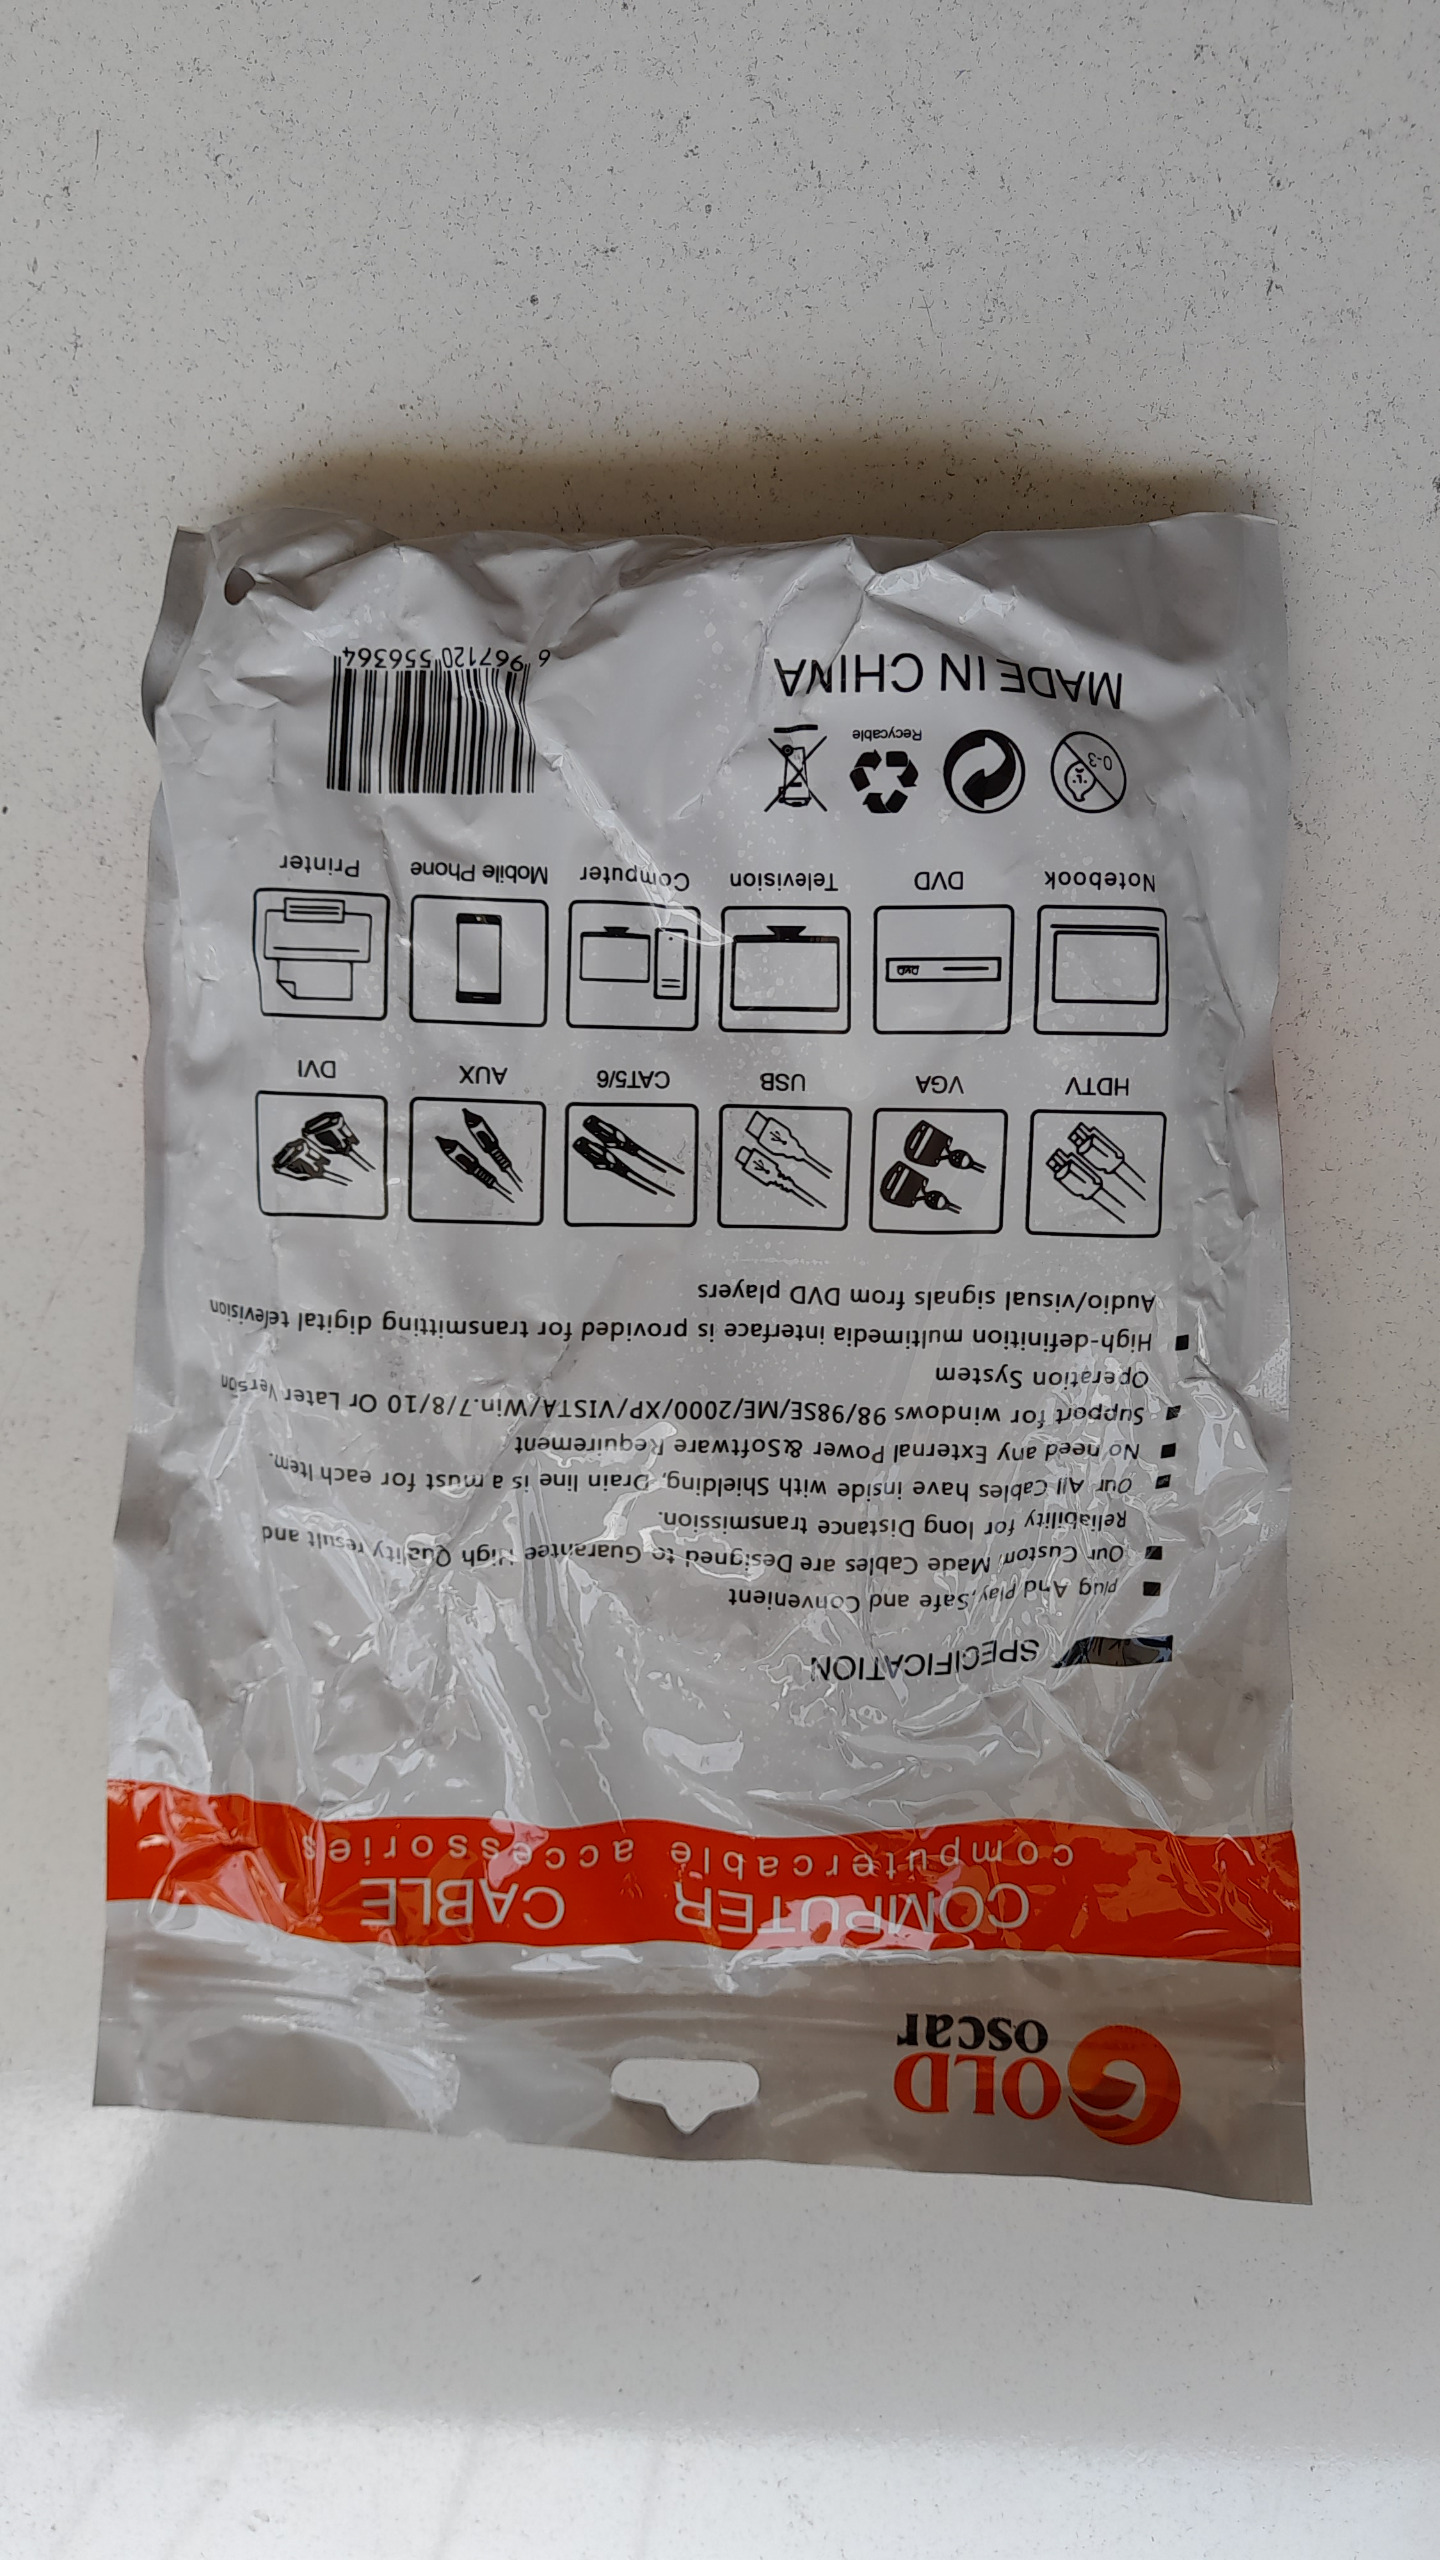 GOLD
oscar
COMPUTER CABLE
computercable accessories
SPECIFICATION
Plug And Play,Safe and Convenient
Our Custom Made Cables are Designed to Guarantee High Quality result and
Reliability for long Distance transmission.
Our All Cables have inside with Shielding, Drain line is a must for each Item.
No need any External Power &Software Requirement
Support for windows 98/98SE/ME/2000/XP/VISTA/Win.7/8/10 Or Later Verson
Operation System
High-definition multimedia interface is provided for transmitting digital television
Audio/visual signals from DVD players
HDTV VGA USB CAT5/6 AUX DVI
DVD
Notebook DVD Television Computer Mobile Phone Printer
0-3
Recycable
MADE IN CHINA
6 967120 556364